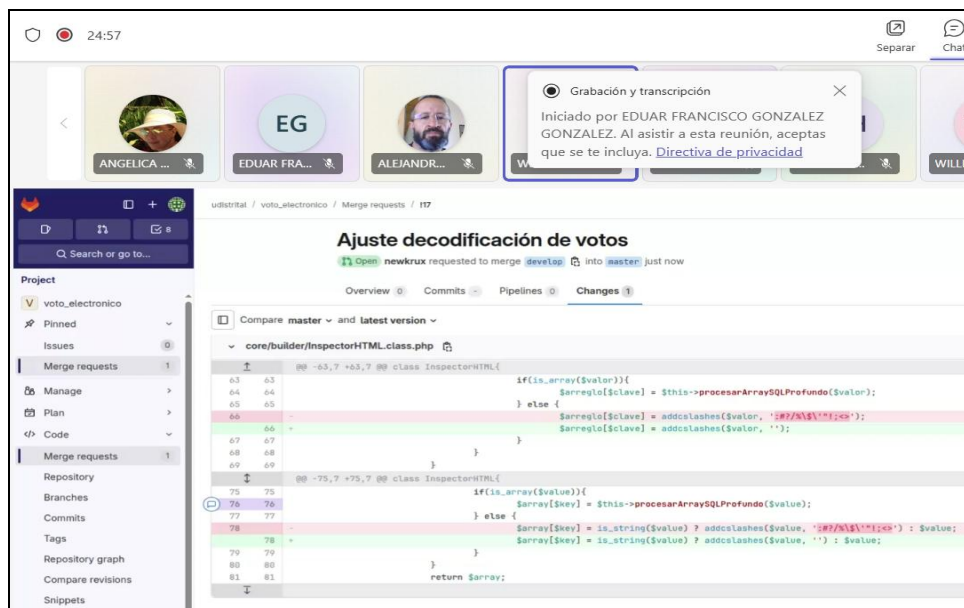 24:57
Separar
Chat
Grabación y transcripción
Iniciado por EDUAR FRANCISCO GONZALEZ
GONZALEZ. Al asistir a esta reunión, aceptas
que se te incluya. Directiva de privacidad
EG
ANGELICA ...
EDUAR FRA...
ALEJANDR...
W
WILLI
8
Search or go to...
udistrital / voto_electronico / Merge requests / !17
Ajuste decodificación de votos
Open newkrux requested to merge develop into master just now
Overview 0 Commits - Pipelines 0 Changes 1
Compare master and latest version
core/builder/InspectorHTML.class.php
Project
V voto_electronico
Pinned
Issues 0
Merge requests 1
Manage
Plan
Code
Merge requests 1
Repository
Branches
Commits
Tags
Repository graph
Compare revisions
Snippets
@@ -63,7 +63,7 @@ class InspectorHTML{
63 63 if(is_array($valor)){
64 64 $arreglo[$clave] = $this->procesarArraySQLProfundo($valor);
65 65 } else {
66 - $arreglo[$clave] = addcslashes($valor, ':#?/%\$\'"!;<>');
66 + $arreglo[$clave] = addcslashes($valor, '');
67 67 }
68 68 }
69 69 }
@@ -75,7 +75,7 @@ class InspectorHTML{
75 75 if(is_array($value)){
76 76 $array[$key] = $this->procesarArraySQLProfundo($value);
77 77 } else {
78 - $array[$key] = is_string($value) ? addcslashes($value, ':#?/%\$\'"!;<>') : $value;
78 + $array[$key] = is_string($value) ? addcslashes($value, '') : $value;
79 79 }
80 80 }
81 81 return $array;